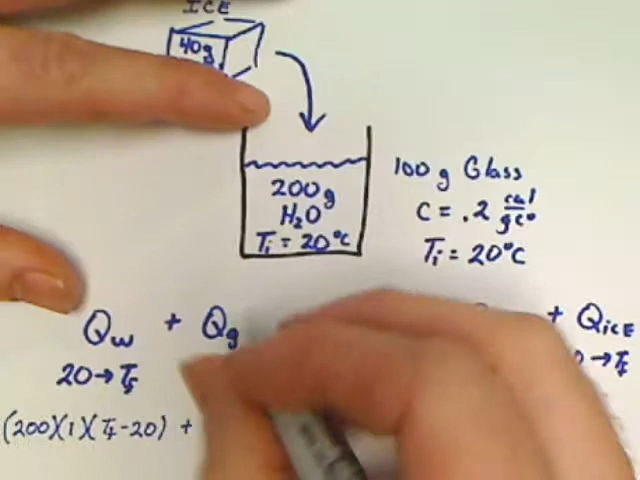 ICE
40g
200g
H₂O
Tᵢ = 20°C
100 g Glass
C = .2 cal/gC°
Tᵢ = 20°C
Qw + Qg
+ QICE
20→Tf
→Tf
(200)(1)(Tf-20) +